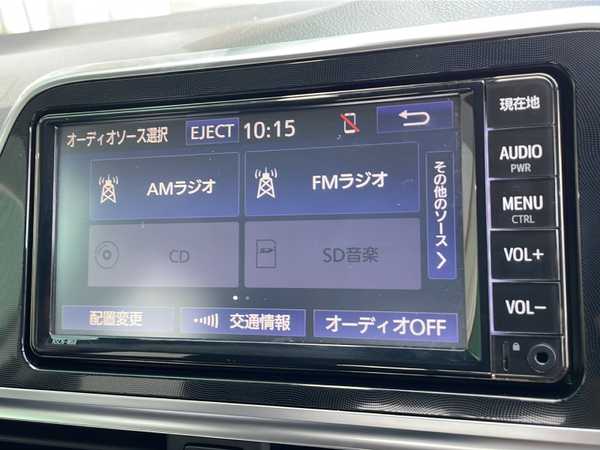 オーディオソース選択 EJECT 10:15
AMラジオ FMラジオ
CD SD音楽
その他のソース
配置変更 交通情報 オーディオOFF
現在地
AUDIO
PWR
MENU
CTRL
VOL+
VOL-